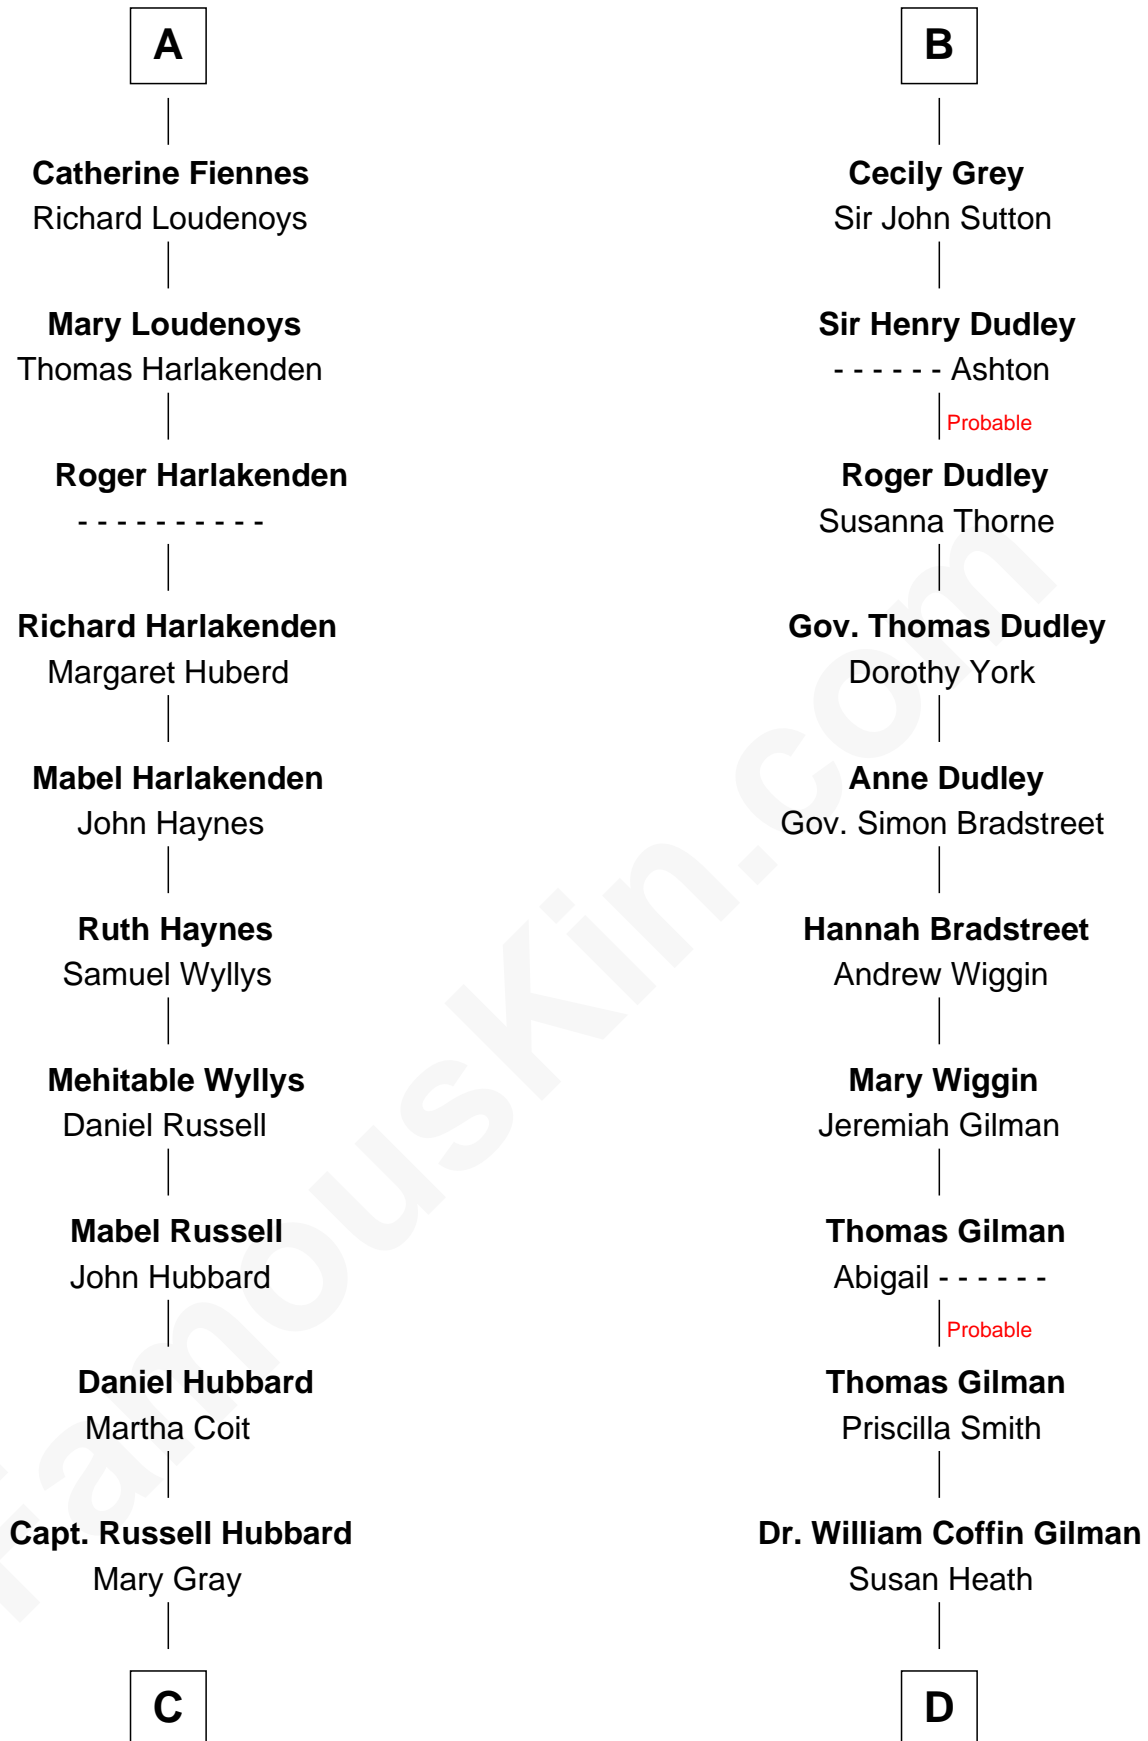 A
Catherine Fiennes
Richard Loudenoys
Mary Loudenoys
Thomas Harlakenden
Roger Harlakenden
- - - - - - - - - -
Richard Harlakenden
Margaret Huberd
Mabel Harlakenden
John Haynes
Ruth Haynes
Samuel Wyllys
Mehitable Wyllys
Daniel Russell
Mabel Russell
John Hubbard
Daniel Hubbard
Martha Coit
Capt. Russell Hubbard
Mary Gray
C
B
Cecily Grey
Sir John Sutton
Sir Henry Dudley
- - - - - - Ashton
Probable
Roger Dudley
Susanna Thorne
Gov. Thomas Dudley
Dorothy York
Anne Dudley
Gov. Simon Bradstreet
Hannah Bradstreet
Andrew Wiggin
Mary Wiggin
Jeremiah Gilman
Thomas Gilman
Abigail - - - - - -
Probable
Thomas Gilman
Priscilla Smith
Dr. William Coffin Gilman
Susan Heath
D
FamousKin.com